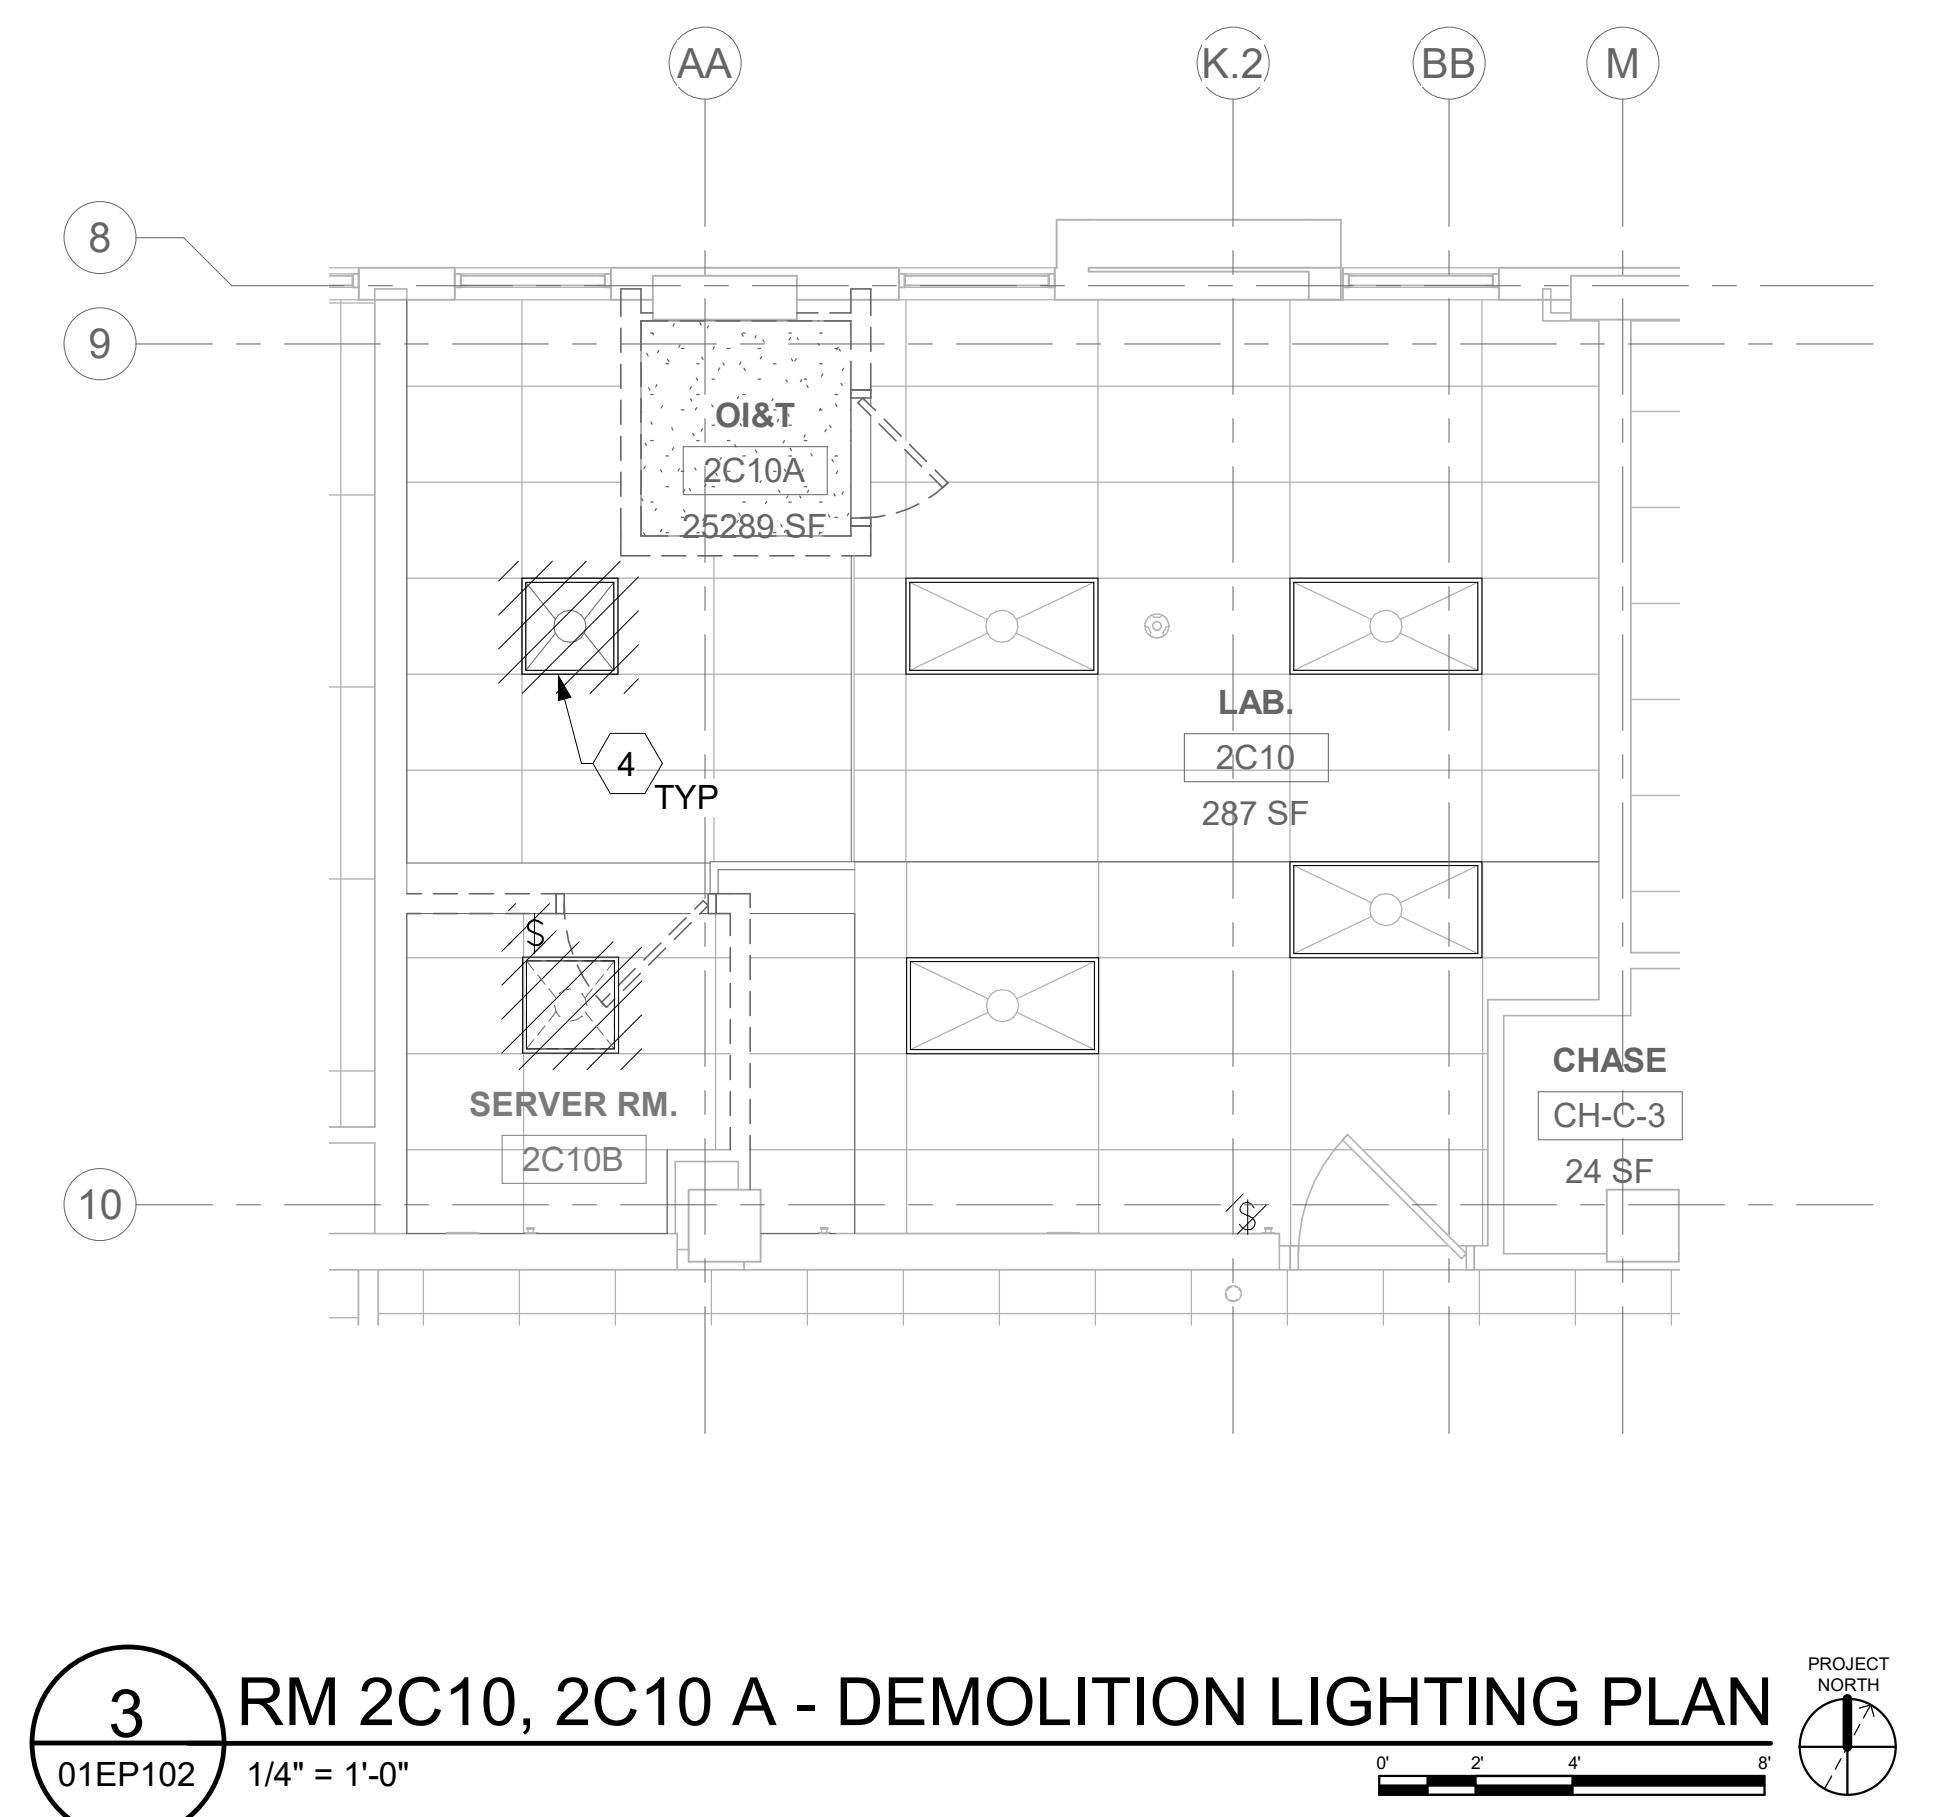 AA
K.2
BB
M
8
9
OI&T
2C10A
25289 SF
LAB.
2C10
287 SF
4
TYP
$
SERVER RM.
2C10B
CHASE
CH-C-3
24 SF
10
$
3
01EP102
RM 2C10, 2C10 A - DEMOLITION LIGHTING PLAN
1/4" = 1'-0"
0' 2' 4' 8'
PROJECT
NORTH